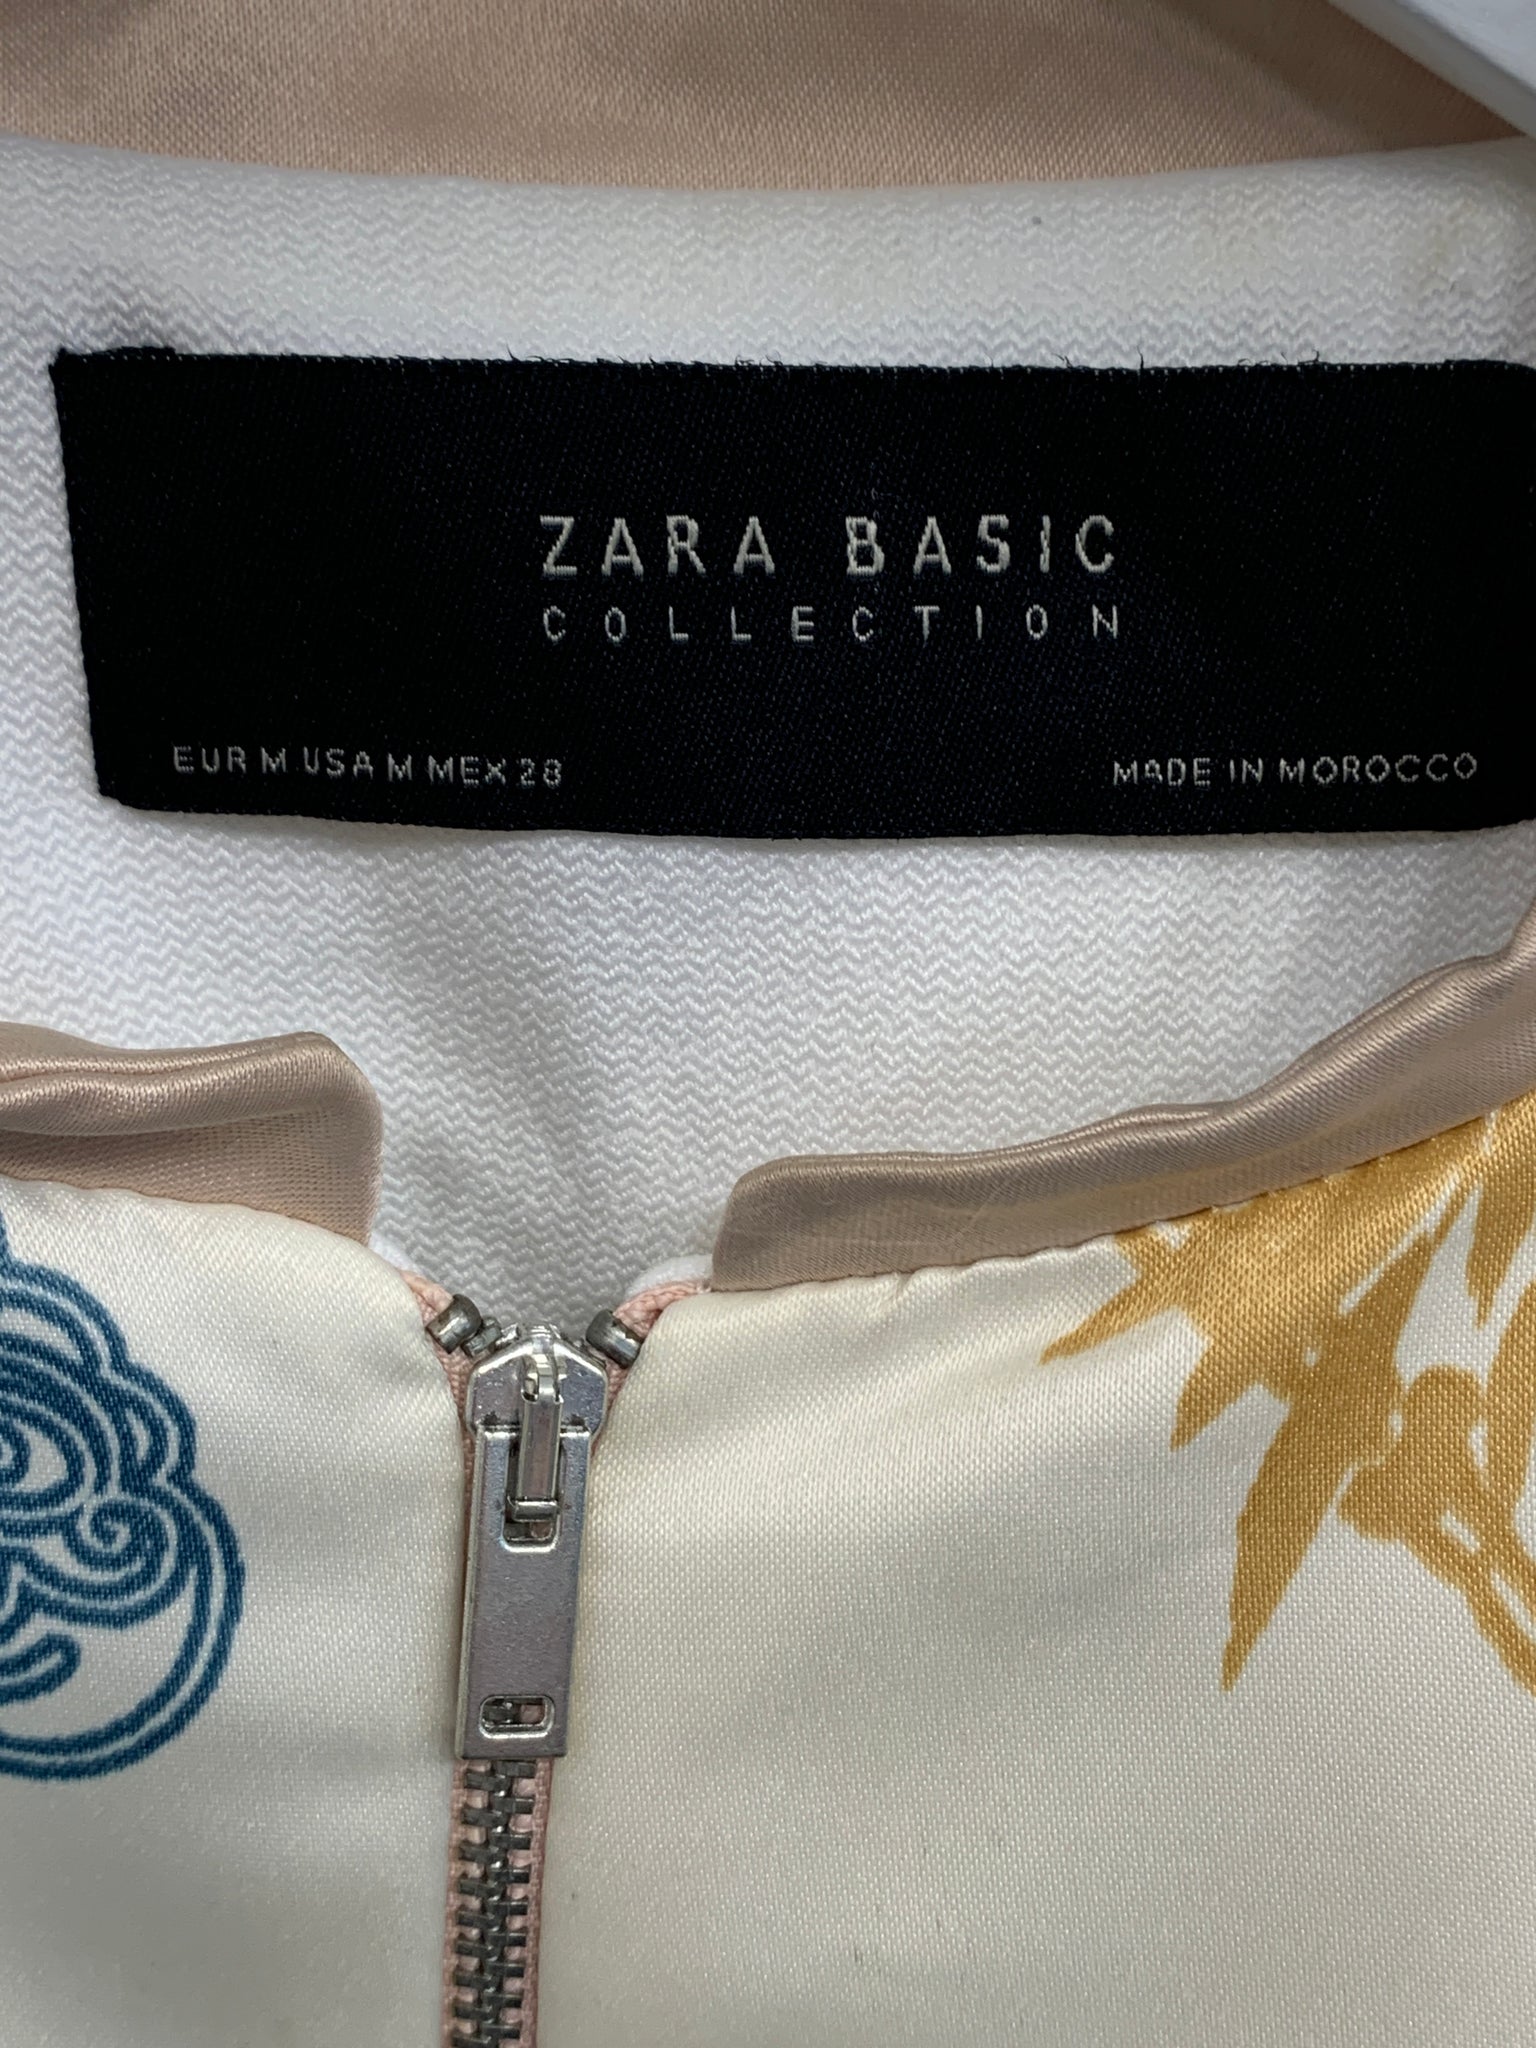 ZARA BASIC
COLLECTION
EUR M USA M MEX 28
MADE IN MOROCCO